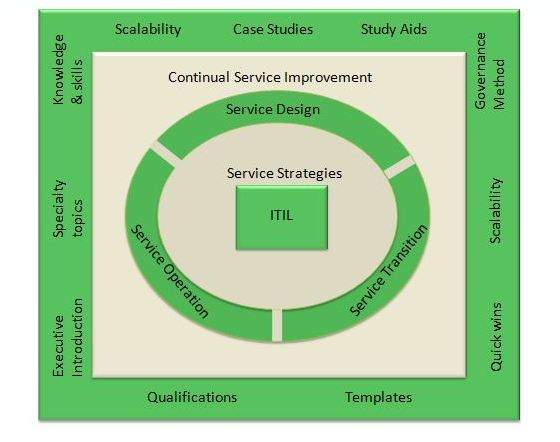 Scalability
Case Studies
Study Aids
Knowledge
& skills
Governance
Method
Continual Service Improvement
Service Design
Service Strategies
ITIL
Specialty
topics
Scalability
Service Operation
Service Transition
Executive
Introduction
Quick wins
Qualifications
Templates